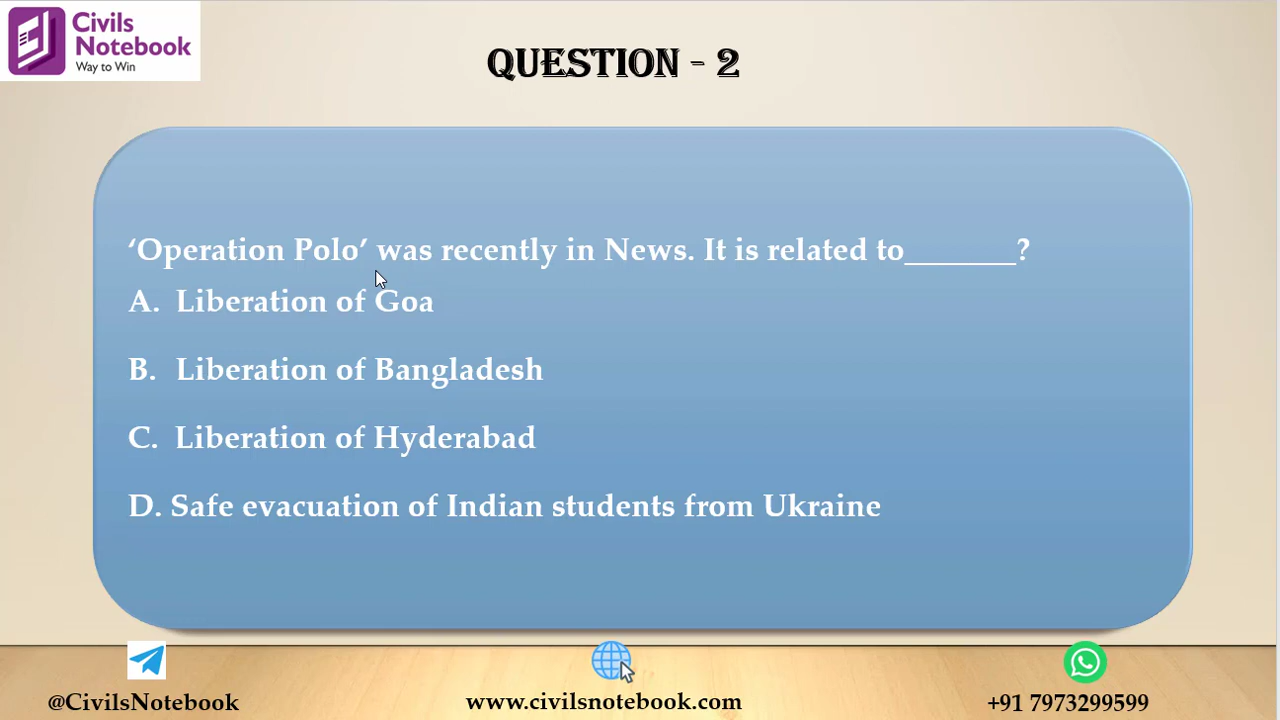 Civils
Notebook
Way to Win
QUESTION - 2
‘Operation Polo’ was recently in News. It is related to_______?
A. Liberation of Goa
B. Liberation of Bangladesh
C. Liberation of Hyderabad
D. Safe evacuation of Indian students from Ukraine
@CivilsNotebook
www.civilsnotebook.com
+91 7973299599